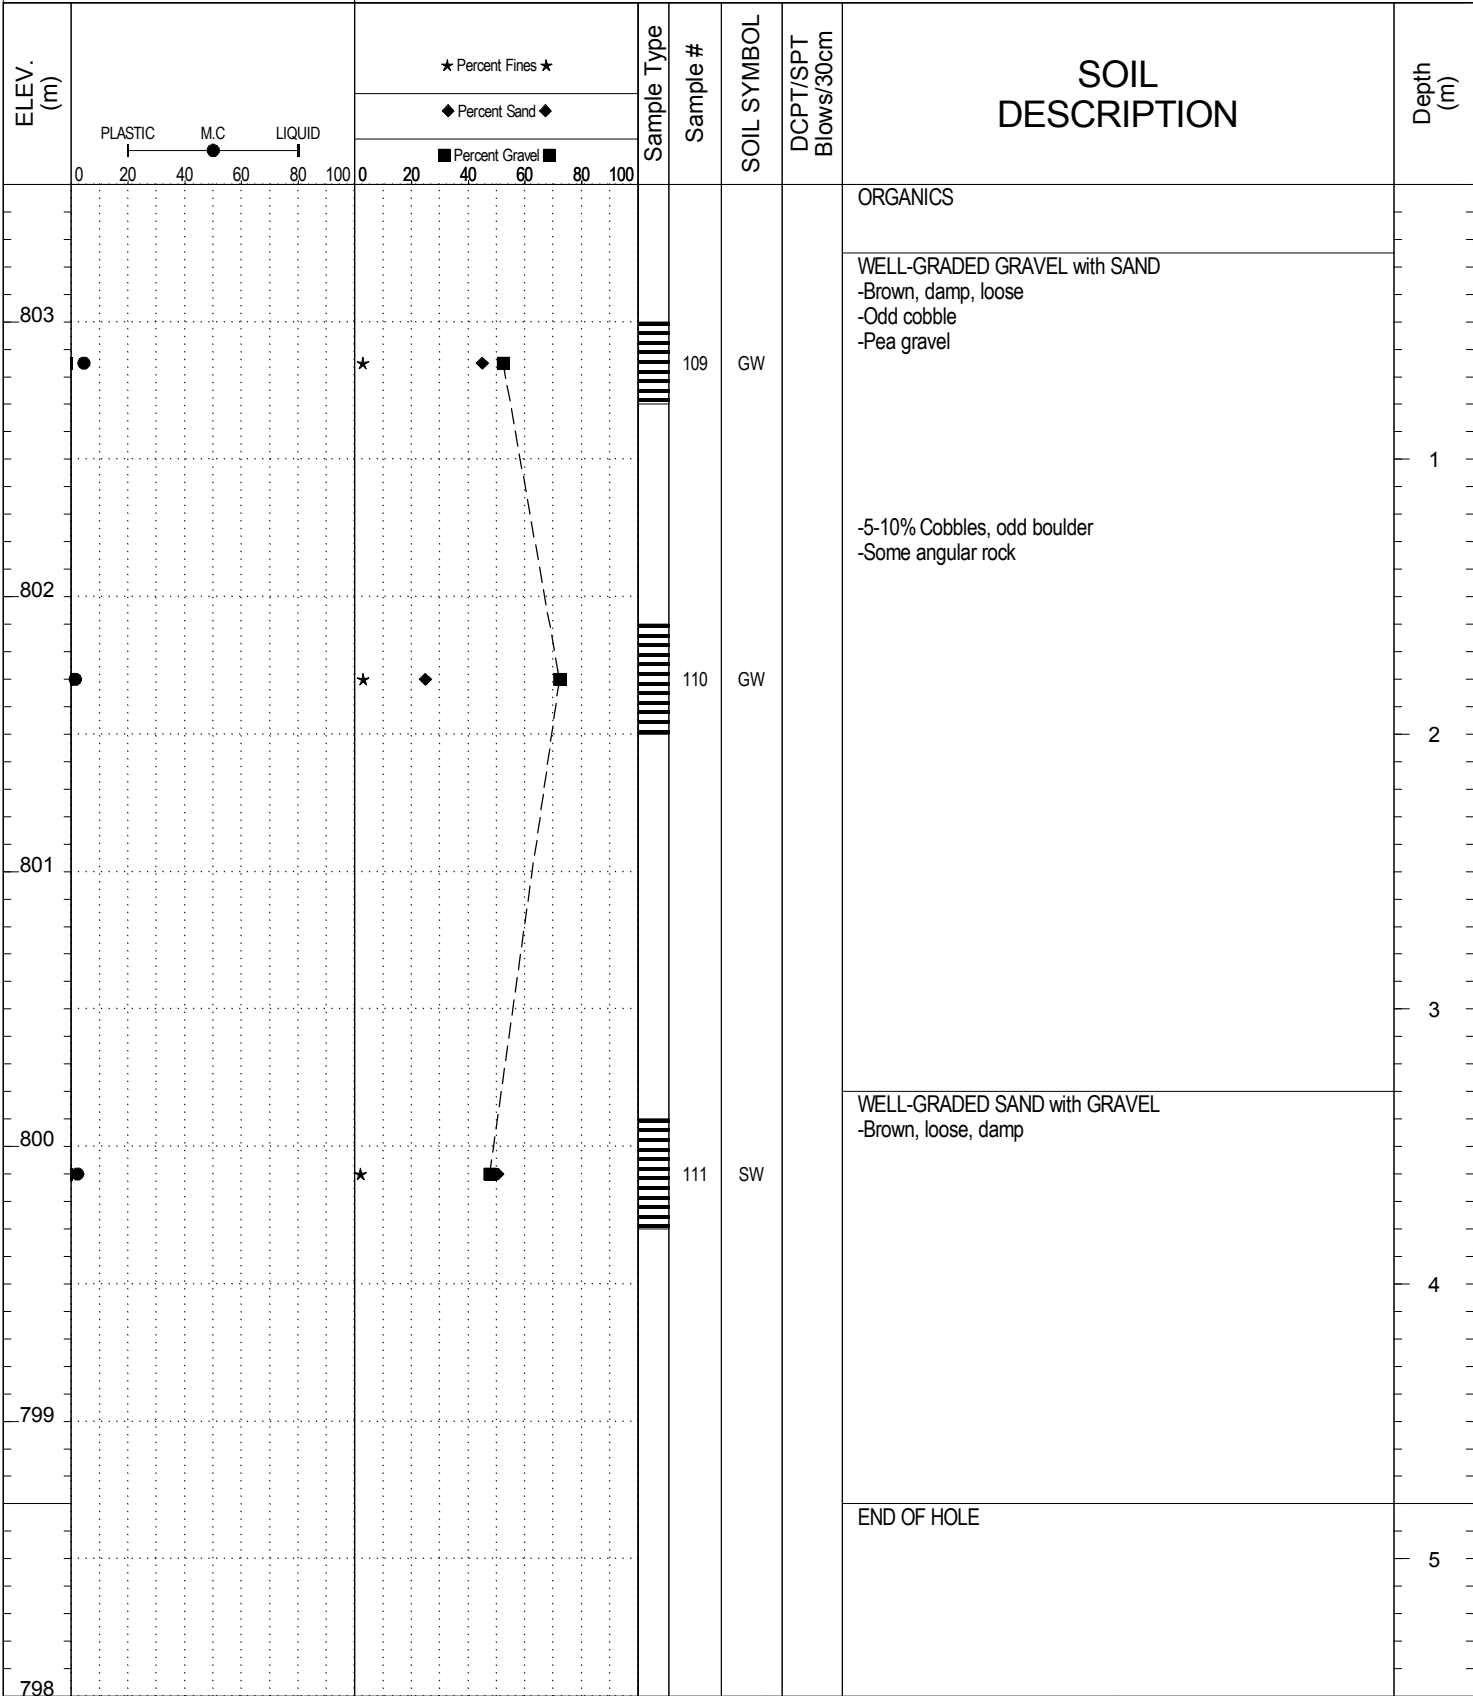 ELEV.
(m)
PLASTIC M.C LIQUID
0 20 40 60 80 100
★ Percent Fines ★
◆ Percent Sand ◆
■ Percent Gravel ■
0 20 40 60 80 100
Sample Type
Sample #
SOIL SYMBOL
DCPT/SPT
Blows/30cm
SOIL
DESCRIPTION
Depth
(m)
ORGANICS
WELL-GRADED GRAVEL with SAND
-Brown, damp, loose
-Odd cobble
-Pea gravel
803
109 GW
1
-5-10% Cobbles, odd boulder
-Some angular rock
802
110 GW
2
801
3
WELL-GRADED SAND with GRAVEL
-Brown, loose, damp
800
111 SW
4
799
END OF HOLE
5
798